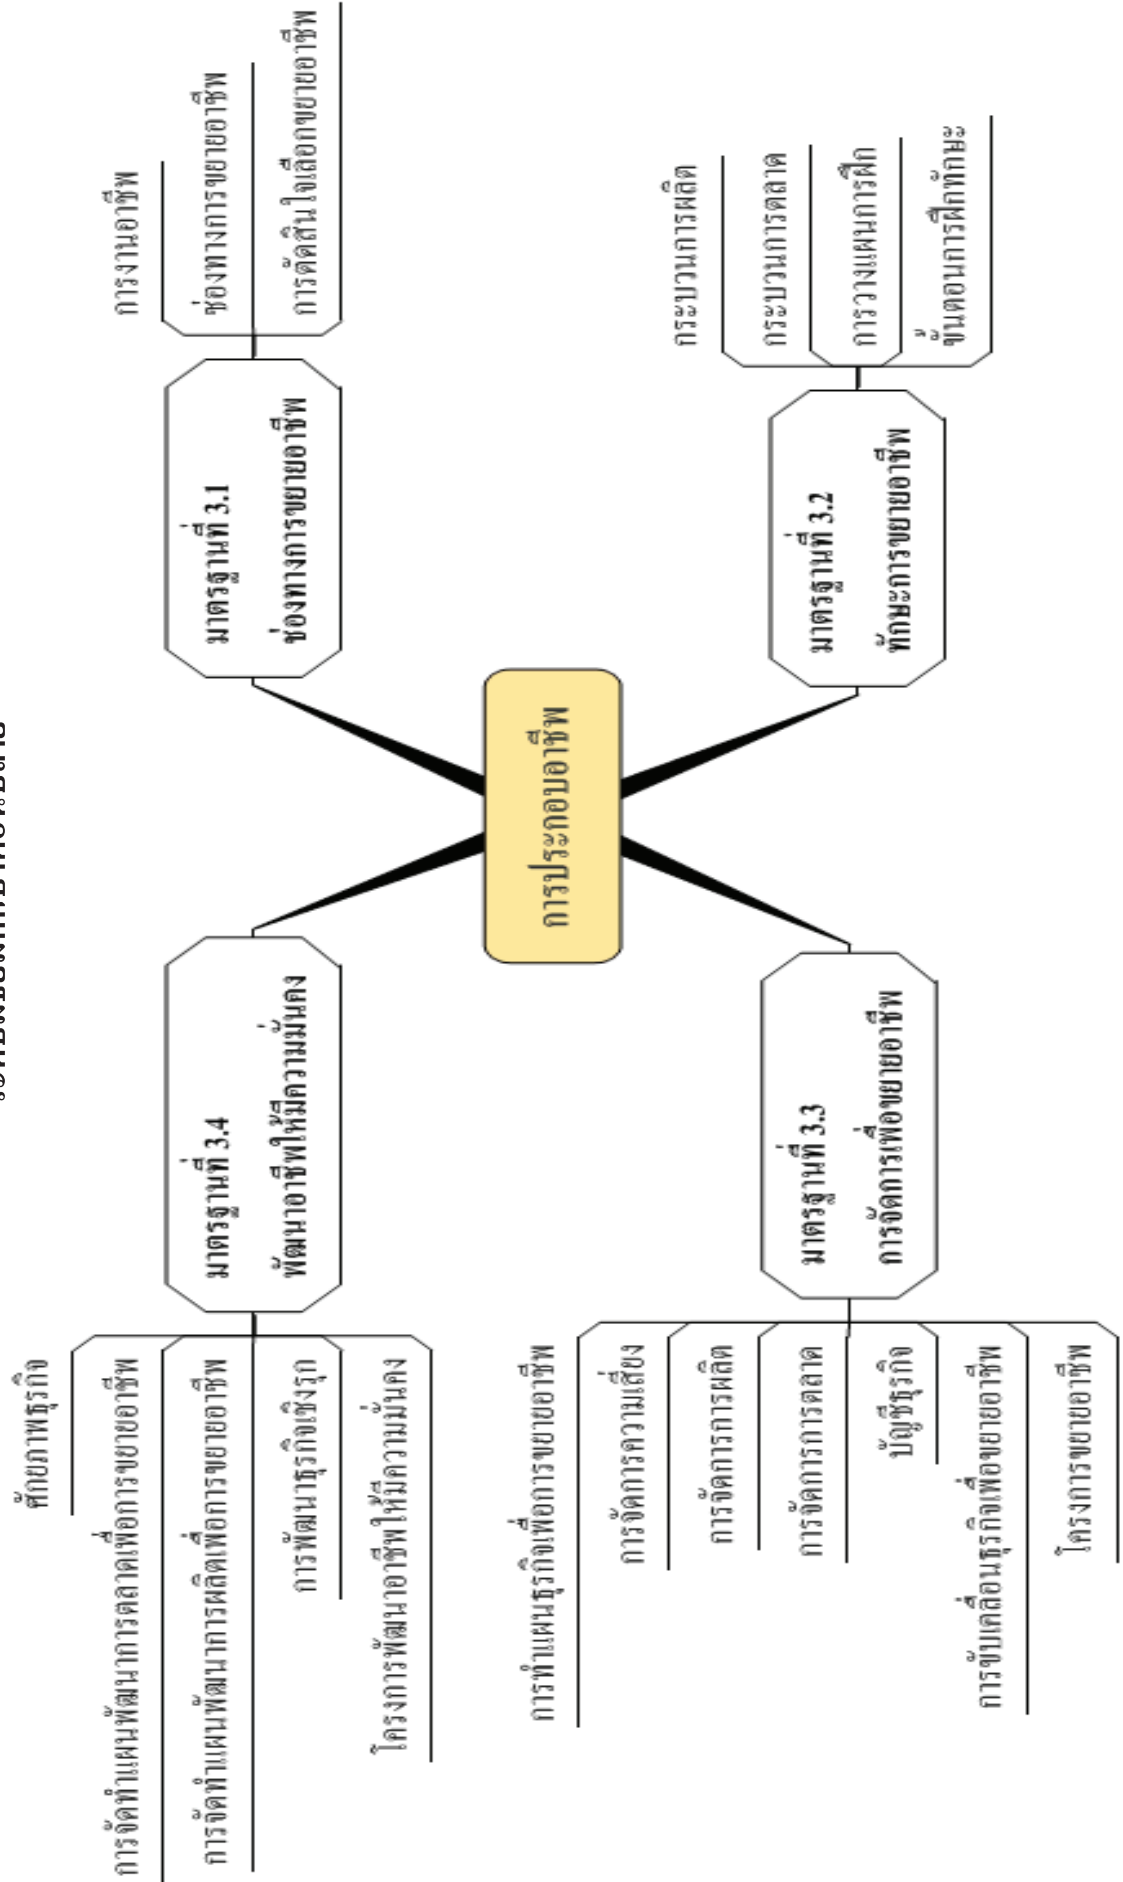 การประกอบอาชีพ
มาตรฐานที่ 3.1
ช่องทางการขยายอาชีพ
การงานอาชีพ
ช่องทางการขยายอาชีพ
การตัดสินใจเลือกขยายอาชีพ
มาตรฐานที่ 3.2
ทักษะการขยายอาชีพ
กระบวนการผลิต
กระบวนการตลาด
การวางแผนการฝึก
ขั้นตอนการฝึกทักษะ
มาตรฐานที่ 3.3
การจัดการเพื่อขยายอาชีพ
การทำแผนธุรกิจเพื่อการขยายอาชีพ
การจัดการความเสี่ยง
การจัดการการผลิต
การจัดการการตลาด
บัญชีธุรกิจ
การขับเคลื่อนธุรกิจเพื่อขยายอาชีพ
โครงการขยายอาชีพ
มาตรฐานที่ 3.4
พัฒนาอาชีพให้มีความมั่นคง
ศักยภาพธุรกิจ
การจัดทำแผนพัฒนาการตลาดเพื่อการขยายอาชีพ
การจัดทำแผนพัฒนาการผลิตเพื่อการขยายอาชีพ
การพัฒนาธุรกิจเชิงรุก
โครงการพัฒนาอาชีพให้มีความมั่นคง